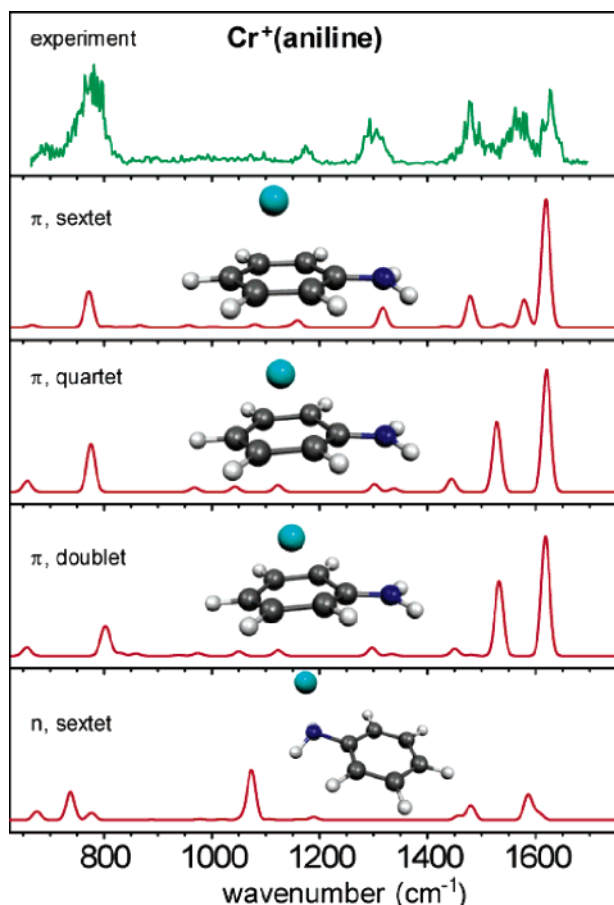 experiment Cr⁺(aniline)
π, sextet
π, quartet
π, doublet
n, sextet
800 1000 1200 1400 1600
wavenumber (cm⁻¹)